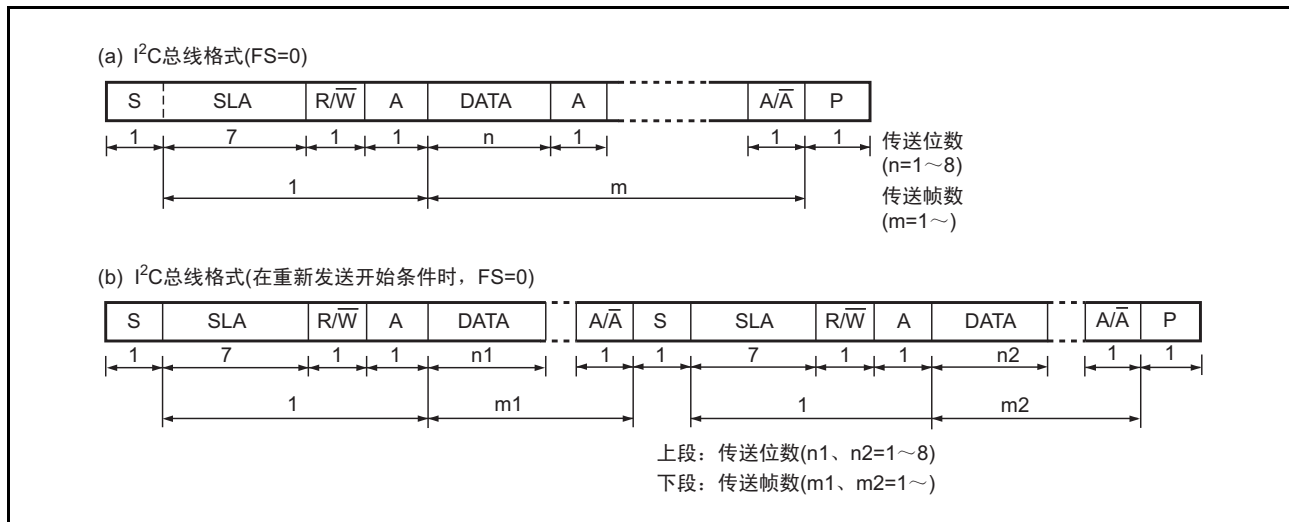 (a) I²C总线格式(FS=0)
S SLA R/W̅ A DATA A A/A̅ P
1 7 1 1 n 1 1 1
传送位数
(n=1～8)
1 m
传送帧数
(m=1～)
(b) I²C总线格式(在重新发送开始条件时，FS=0)
S SLA R/W̅ A DATA A/A̅ S SLA R/W̅ A DATA A/A̅ P
1 7 1 1 n1 1 1 7 1 1 n2 1 1
1 m1 1 m2
上段：传送位数(n1、n2=1～8)
下段：传送帧数(m1、m2=1～)